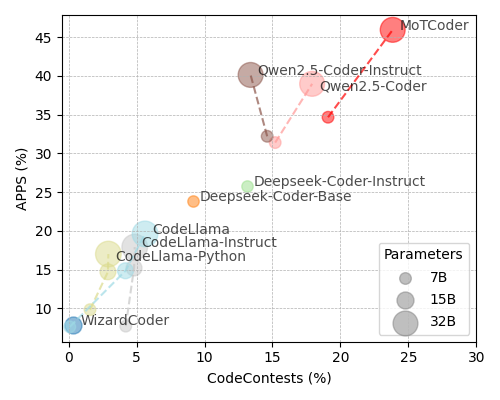 MoTCoder
Qwen2.5-Coder-Instruct
Qwen2.5-Coder
Deepseek-Coder-Instruct
Deepseek-Coder-Base
CodeLlama
CodeLlama-Instruct
CodeLlama-Python
WizardCoder
Parameters
7B
15B
32B
APPS (%)
45
40
35
30
25
20
15
10
0 5 10 15 20 25 30
CodeContests (%)